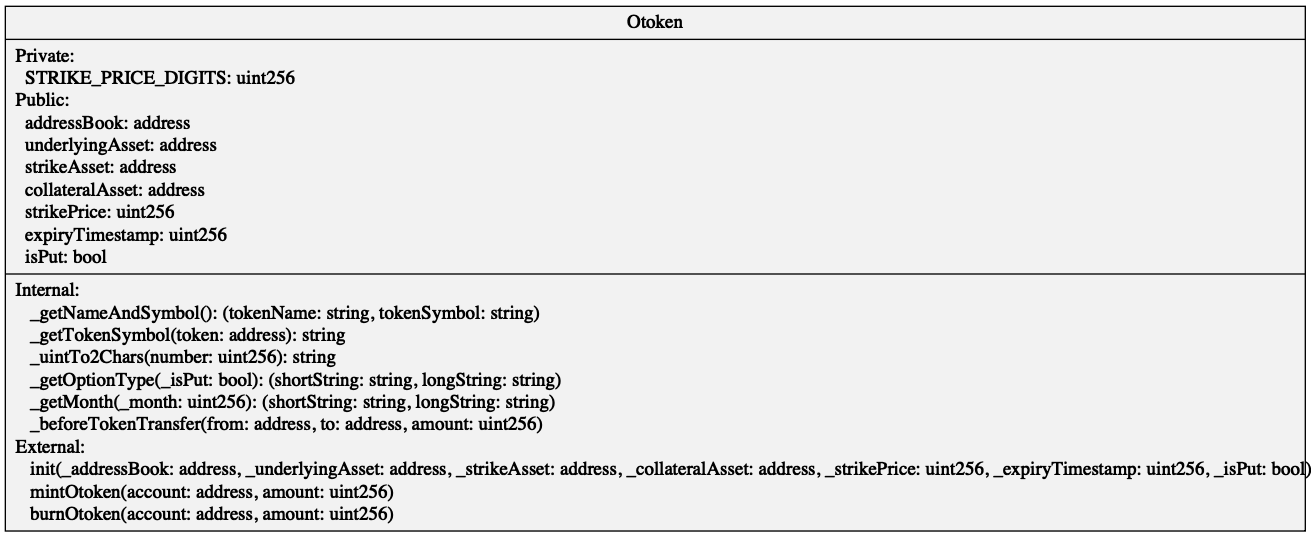 Otoken
Private:
STRIKE_PRICE_DIGITS: uint256
Public:
addressBook: address
underlyingAsset: address
strikeAsset: address
collateralAsset: address
strikePrice: uint256
expiryTimestamp: uint256
isPut: bool
Internal:
_getNameAndSymbol(): (tokenName: string, tokenSymbol: string)
_getTokenSymbol(token: address): string
_uintTo2Chars(number: uint256): string
_getOptionType(_isPut: bool): (shortString: string, longString: string)
_getMonth(_month: uint256): (shortString: string, longString: string)
_beforeTokenTransfer(from: address, to: address, amount: uint256)
External:
init(_addressBook: address, _underlyingAsset: address, _strikeAsset: address, _collateralAsset: address, _strikePrice: uint256, _expiryTimestamp: uint256, _isPut: bool)
mintOtoken(account: address, amount: uint256)
burnOtoken(account: address, amount: uint256)